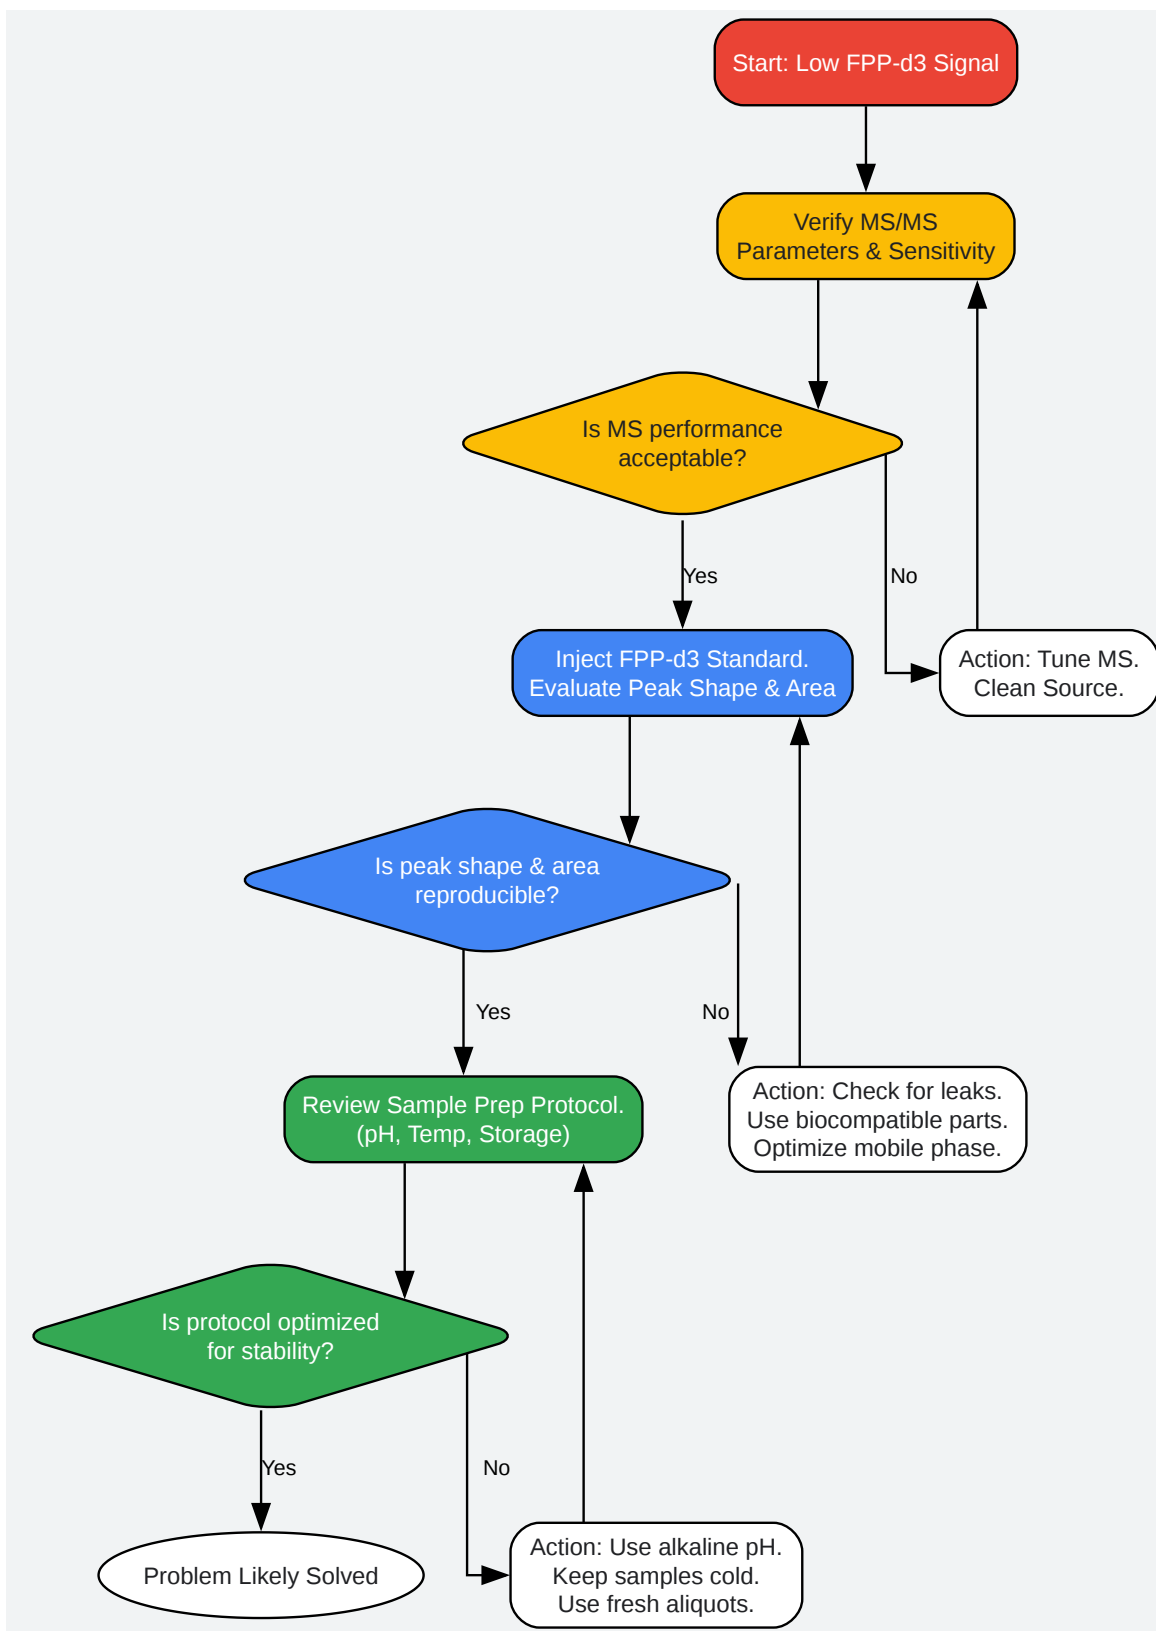 Start: Low FPP-d3 Signal
Verify MS/MS
Parameters & Sensitivity
Is MS performance
acceptable?
Yes
No
Inject FPP-d3 Standard.
Evaluate Peak Shape & Area
Action: Tune MS.
Clean Source.
Is peak shape & area
reproducible?
Yes
No
Review Sample Prep Protocol.
(pH, Temp, Storage)
Action: Check for leaks.
Use biocompatible parts.
Optimize mobile phase.
Is protocol optimized
for stability?
Yes
No
Problem Likely Solved
Action: Use alkaline pH.
Keep samples cold.
Use fresh aliquots.